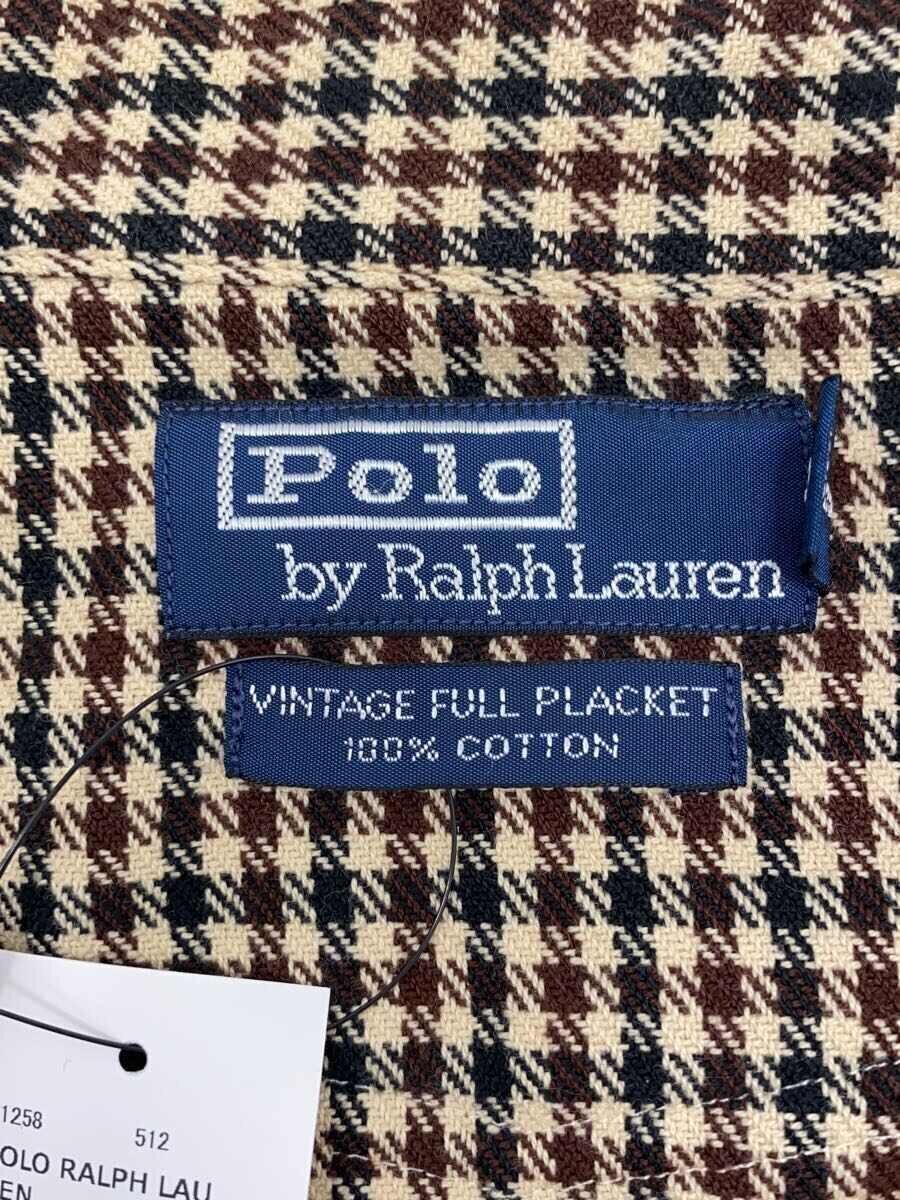 Polo
by Ralph Lauren
VINTAGE FULL PLACKET
100% COTTON
1258 512
OLO RALPH LAU
EN